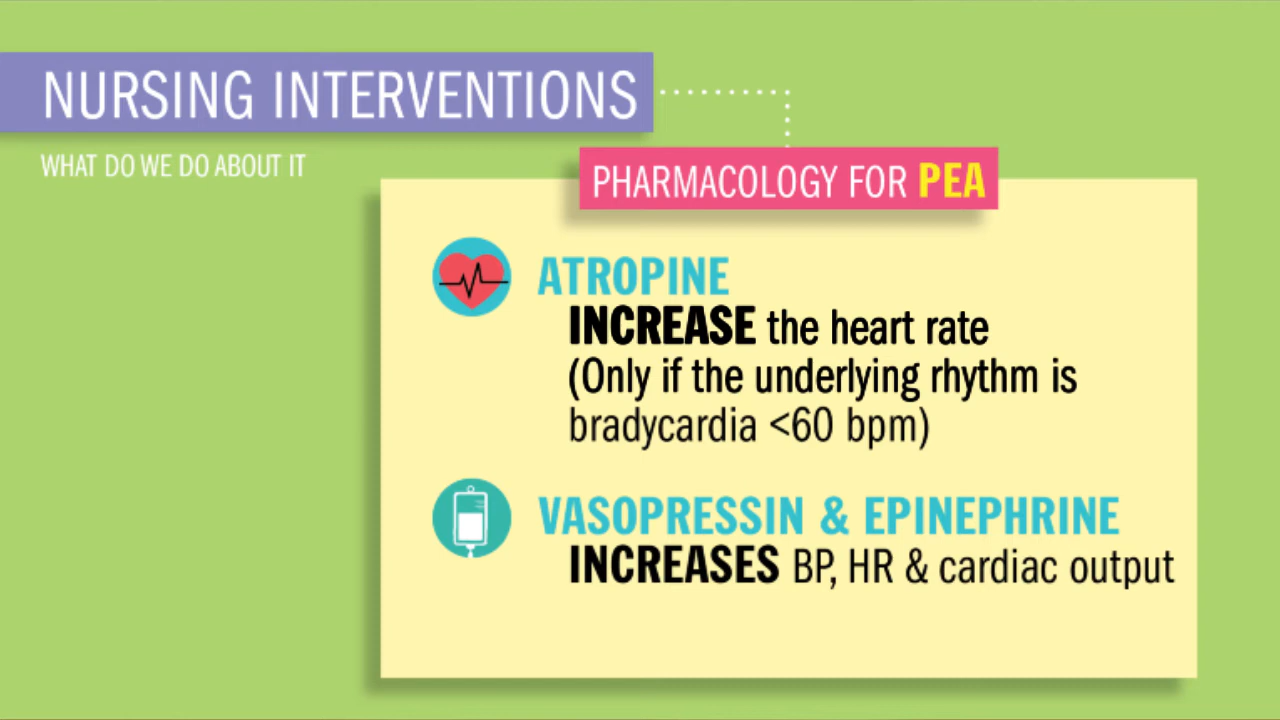 NURSING INTERVENTIONS
WHAT DO WE DO ABOUT IT
PHARMACOLOGY FOR PEA
ATROPINE
INCREASE the heart rate
(Only if the underlying rhythm is
bradycardia <60 bpm)
VASOPRESSIN & EPINEPHRINE
INCREASES BP, HR & cardiac output